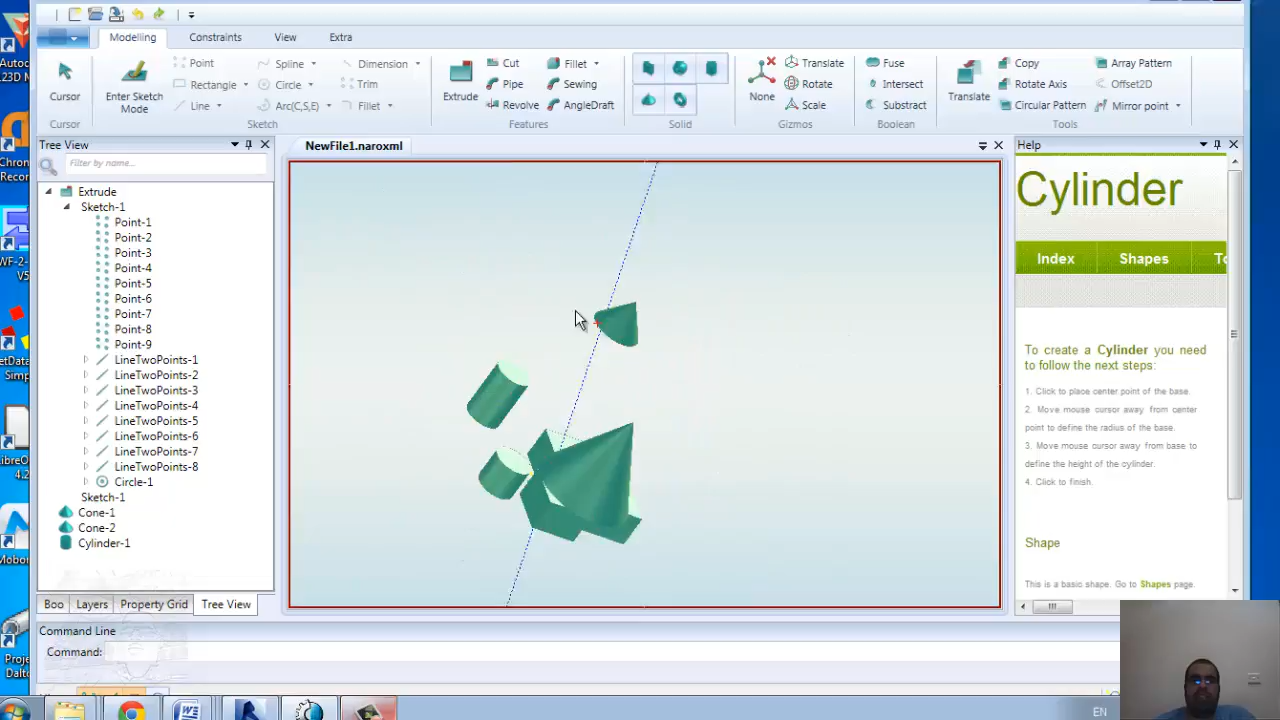 Modelling Constraints View Extra
Point Spline Dimension Cut Fillet Translate Fuse Copy Array Pattern
Cursor Enter Sketch Mode Rectangle Circle Trim Extrude Pipe Sewing None Rotate Intersect Translate Rotate Axis Offset2D
Line Arc(C,S,E) Fillet Revolve AngleDraft Scale Subtract Circular Pattern Mirror point
Cursor Sketch Features Solid Gizmos Boolean Tools
Tree View
NewFile1.naroxml
Help
Filter by name...
Extrude
Sketch-1
Point-1
Point-2
Point-3
Point-4
Point-5
Point-6
Point-7
Point-8
Point-9
LineTwoPoints-1
LineTwoPoints-2
LineTwoPoints-3
LineTwoPoints-4
LineTwoPoints-5
LineTwoPoints-6
LineTwoPoints-7
LineTwoPoints-8
Circle-1
Sketch-1
Cone-1
Cone-2
Cylinder-1
Boo Layers Property Grid Tree View
Cylinder
Index Shapes To
To create a Cylinder you need
to follow the next steps:
1. Click to place center point of the base.
2. Move mouse cursor away from center
point to define the radius of the base.
3. Move mouse cursor away from base to
define the height of the cylinder.
4. Click to finish.
Shape
This is a basic shape. Go to Shapes page.
Command Line
Command:
EN